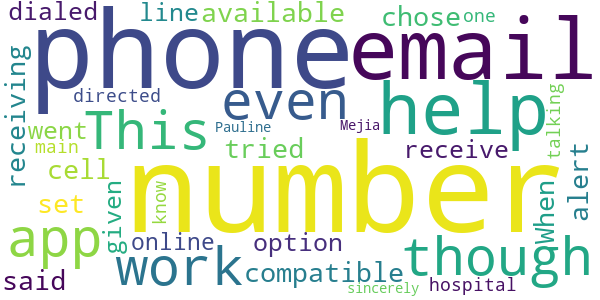 dialed line available chose one
phone email
receiving directed even help
went This Pauline Mejia talking
main tried receive
cell number alert
set given know When
app online option though
said work compatible
sincerely hospital